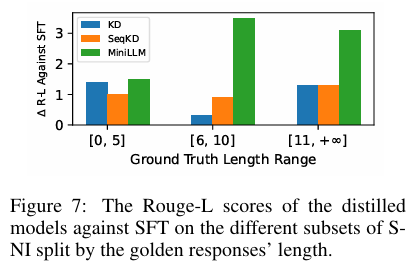 Δ R-L Against SFT
3
2
1
0
KD
SeqKD
MiniLLM
[0, 5]
[6, 10]
[11, +∞]
Ground Truth Length Range
Figure 7: The Rouge-L scores of the distilled
models against SFT on the different subsets of S-
NI split by the golden responses' length.